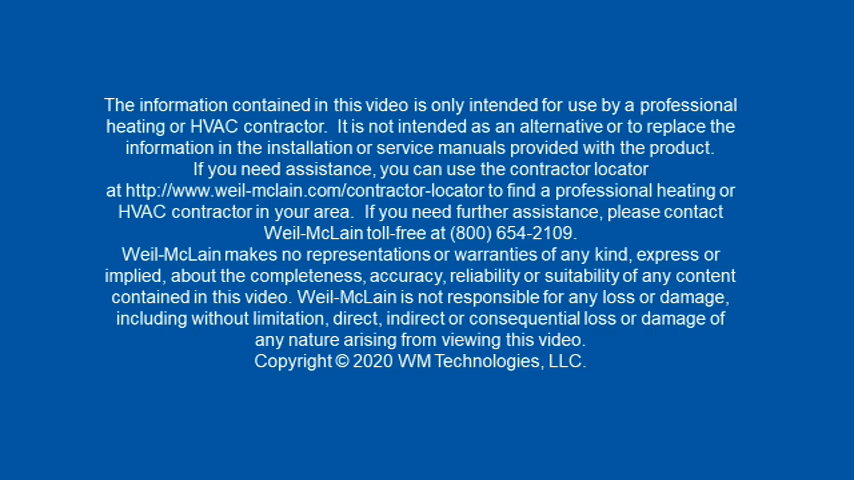 The information contained in this video is only intended for use by a professional
heating or HVAC contractor.  It is not intended as an alternative or to replace the
information in the installation or service manuals provided with the product.
If you need assistance, you can use the contractor locator
at http://www.weil-mclain.com/contractor-locator to find a professional heating or
HVAC contractor in your area.  If you need further assistance, please contact
Weil-McLain toll-free at (800) 654-2109.
Weil-McLain makes no representations or warranties of any kind, express or
implied, about the completeness, accuracy, reliability or suitability of any content
contained in this video. Weil-McLain is not responsible for any loss or damage,
including without limitation, direct, indirect or consequential loss or damage of
any nature arising from viewing this video.
Copyright © 2020 WM Technologies, LLC.